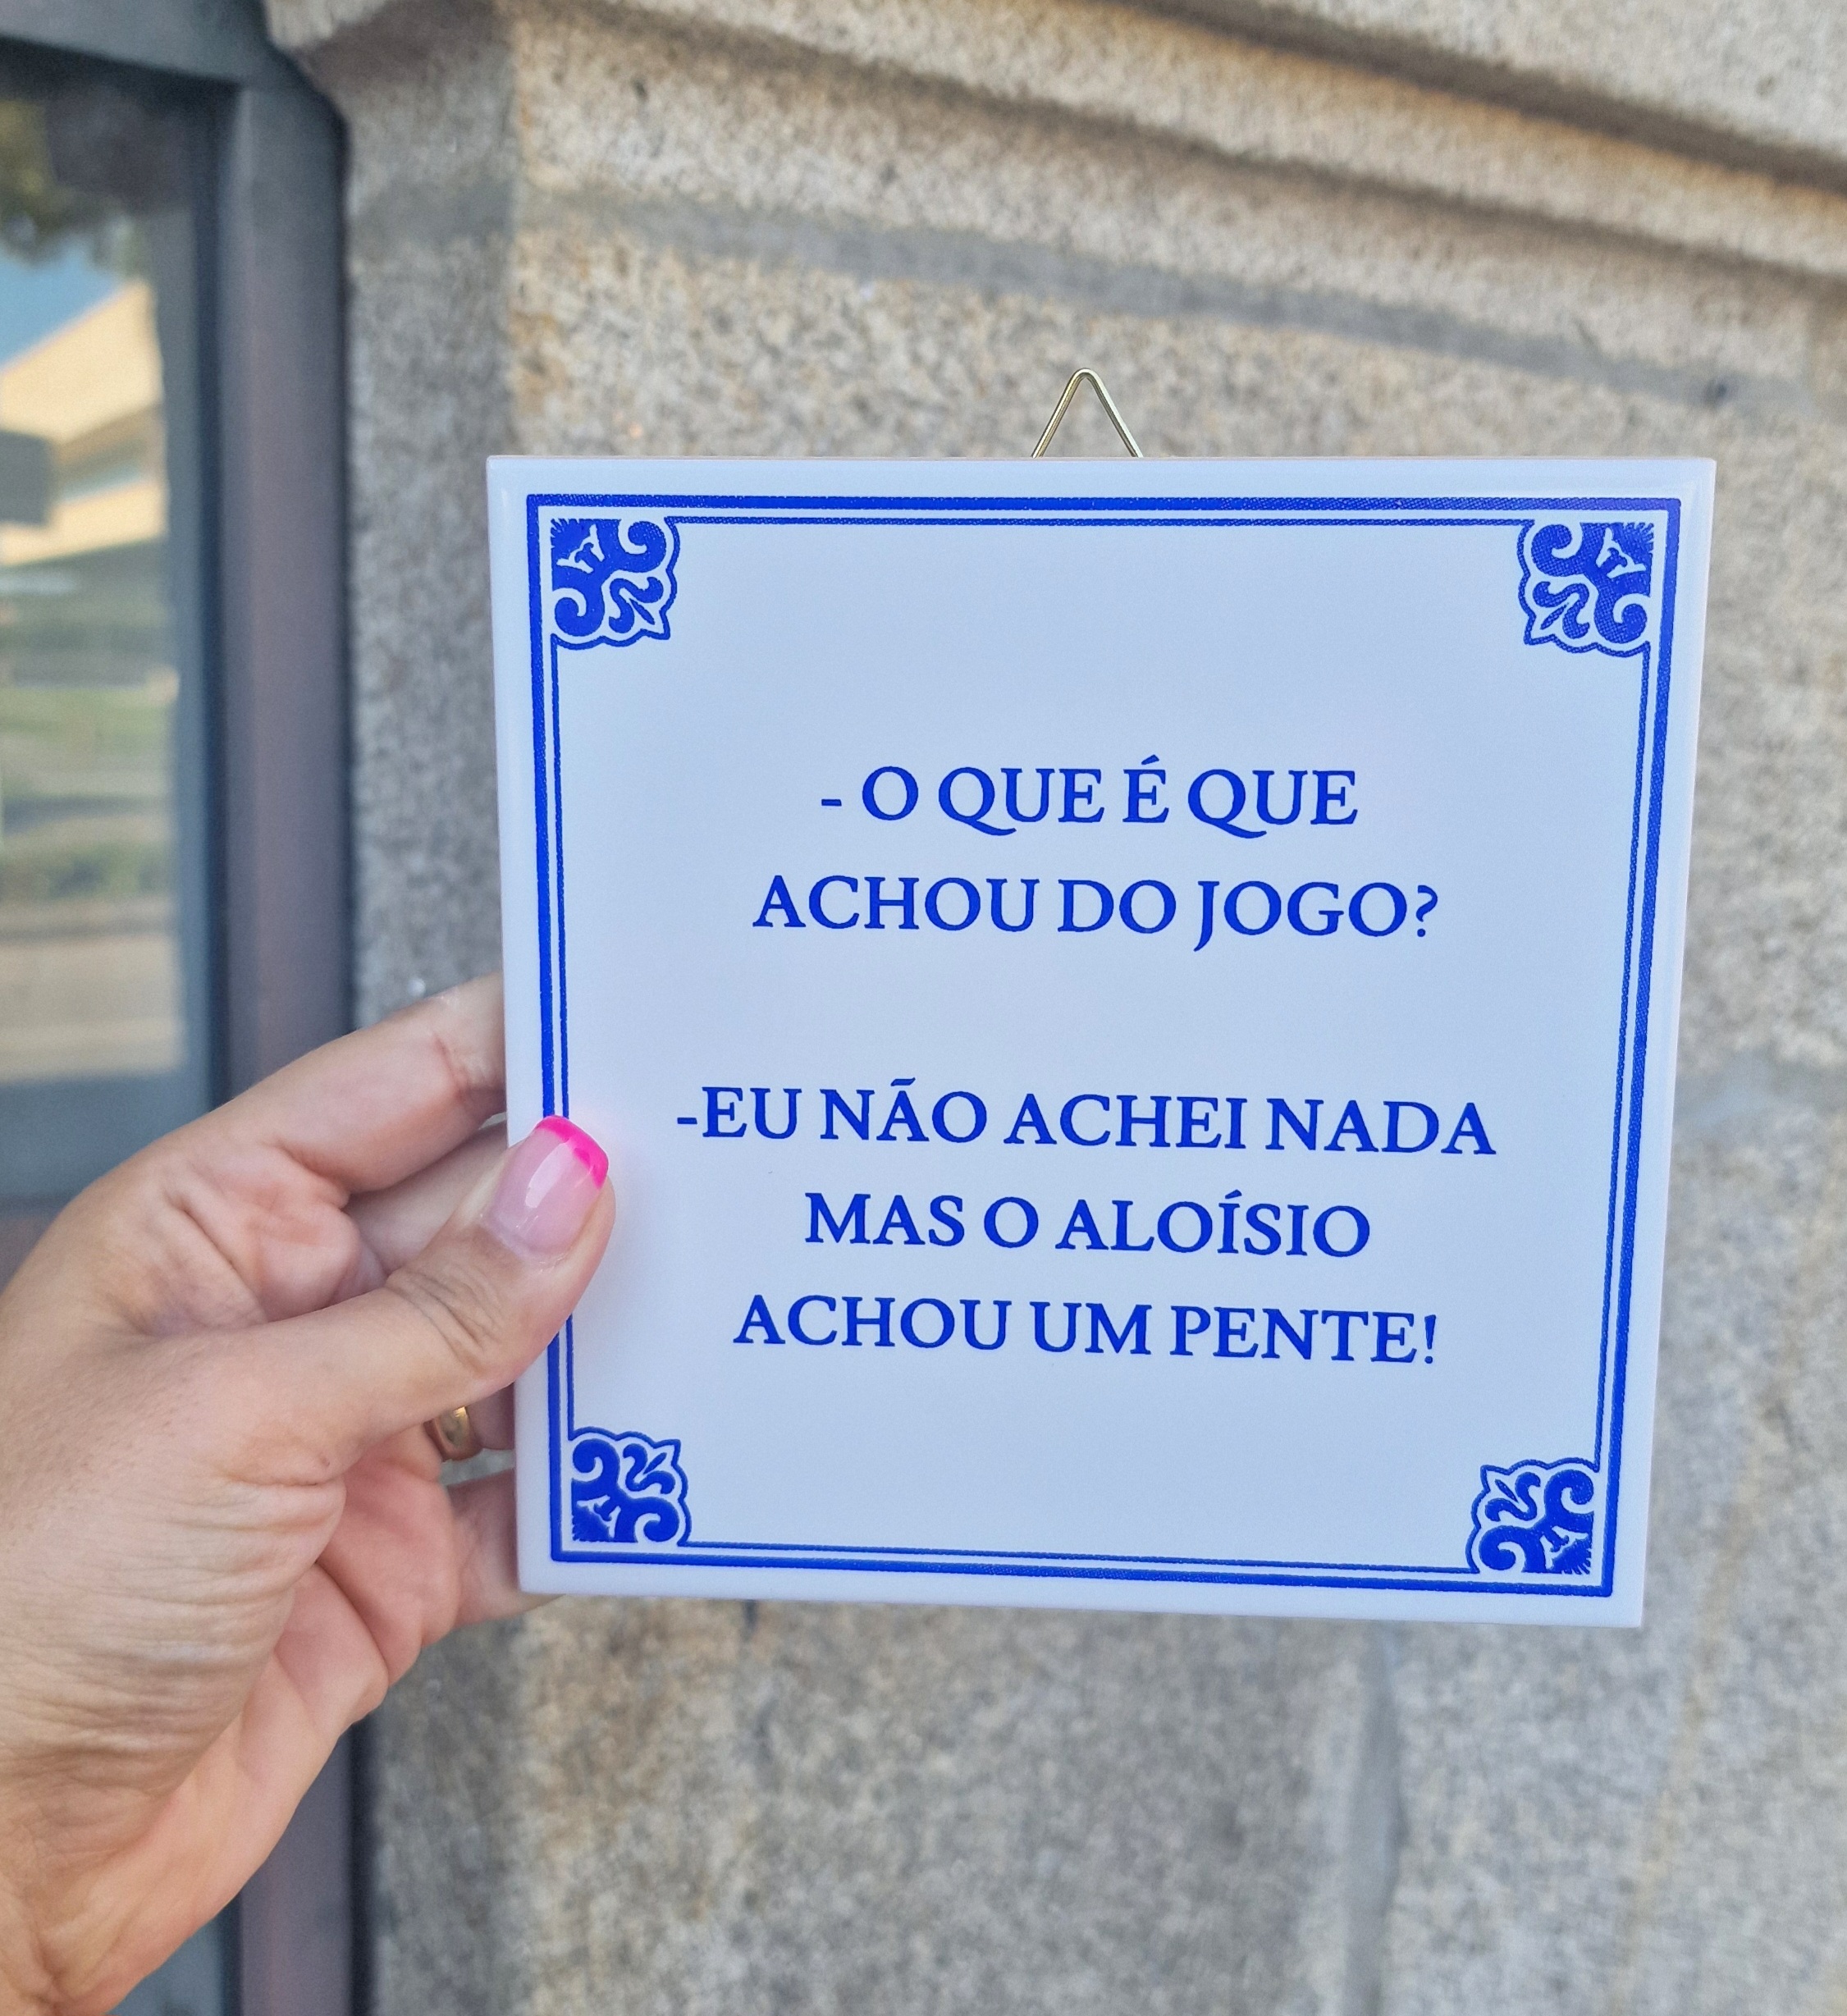 - O QUE É QUE
ACHOU DO JOGO?
-EU NÃO ACHEI NADA
MAS O ALOÍSIO
ACHOU UM PENTE!